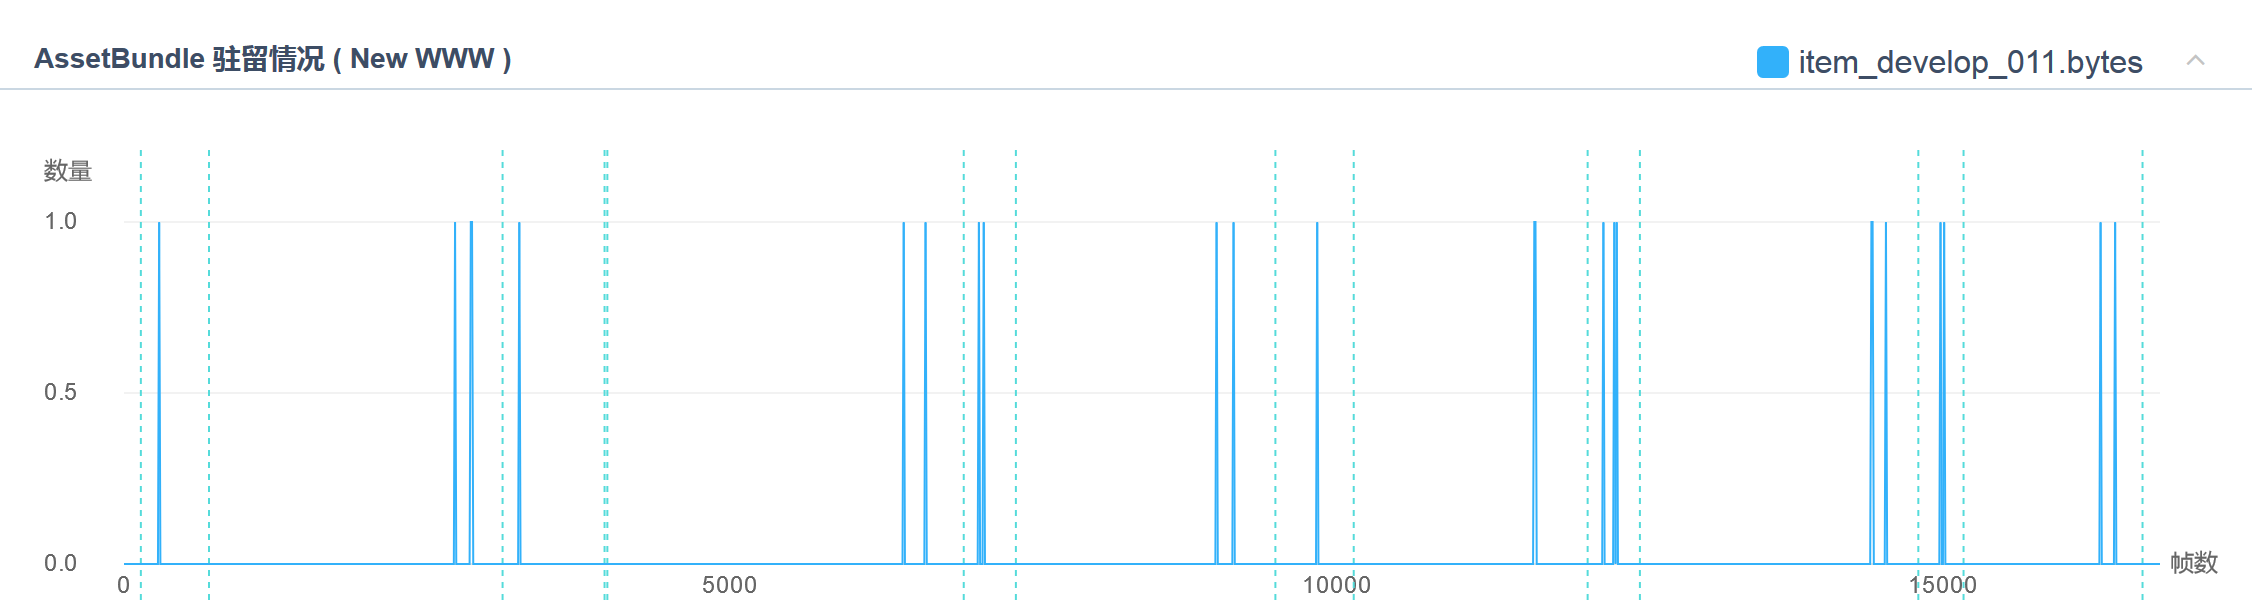 AssetBundle 驻留情况 ( New WWW )
item_develop_011.bytes
数量
1.0
0.5
0.0
0
5000
10000
15000
帧数